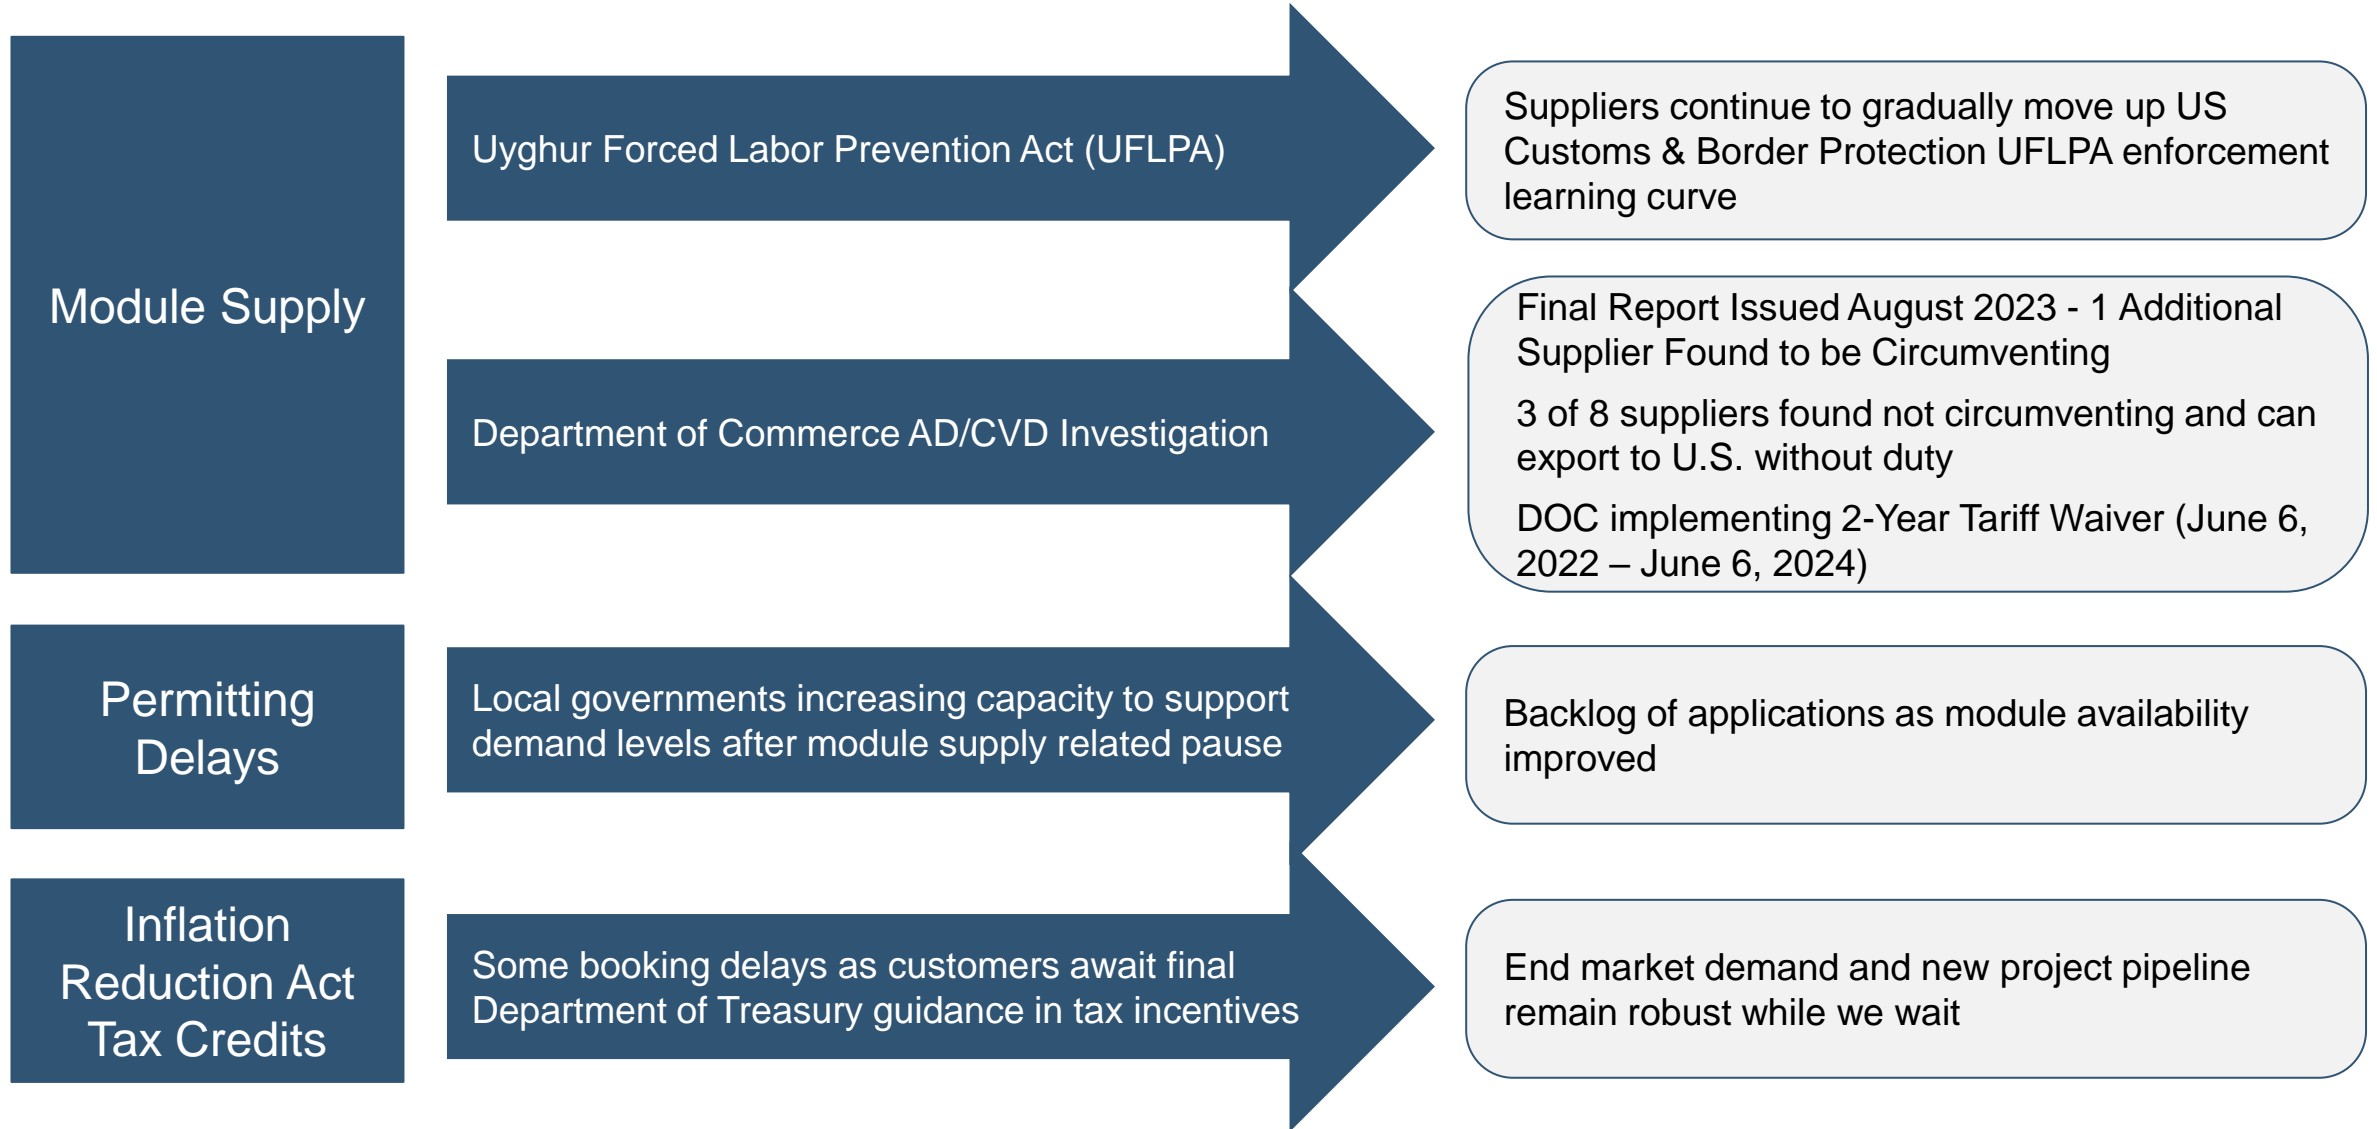 Module Supply
Uyghur Forced Labor Prevention Act (UFLPA)
Suppliers continue to gradually move up US
Customs & Border Protection UFLPA enforcement
learning curve
Department of Commerce AD/CVD Investigation
Final Report Issued August 2023 - 1 Additional
Supplier Found to be Circumventing
3 of 8 suppliers found not circumventing and can
export to U.S. without duty
DOC implementing 2-Year Tariff Waiver (June 6,
2022 – June 6, 2024)
Permitting
Delays
Local governments increasing capacity to support
demand levels after module supply related pause
Backlog of applications as module availability
improved
Inflation
Reduction Act
Tax Credits
Some booking delays as customers await final
Department of Treasury guidance in tax incentives
End market demand and new project pipeline
remain robust while we wait